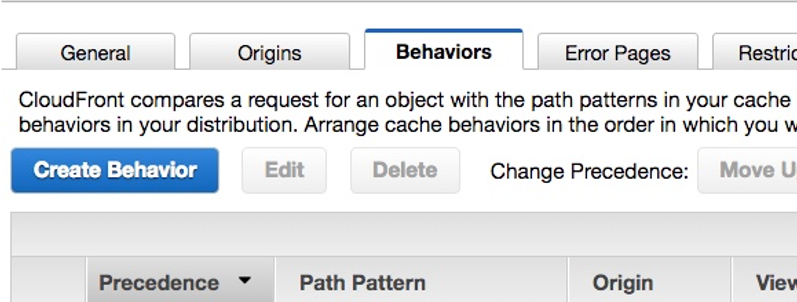 General Origins Behaviors Error Pages
CloudFront compares a request for an object with the path patterns in your cache
behaviors in your distribution. Arrange cache behaviors in the order in which you
Create Behavior Edit Delete Change Precedence: Move
Precedence Path Pattern Origin